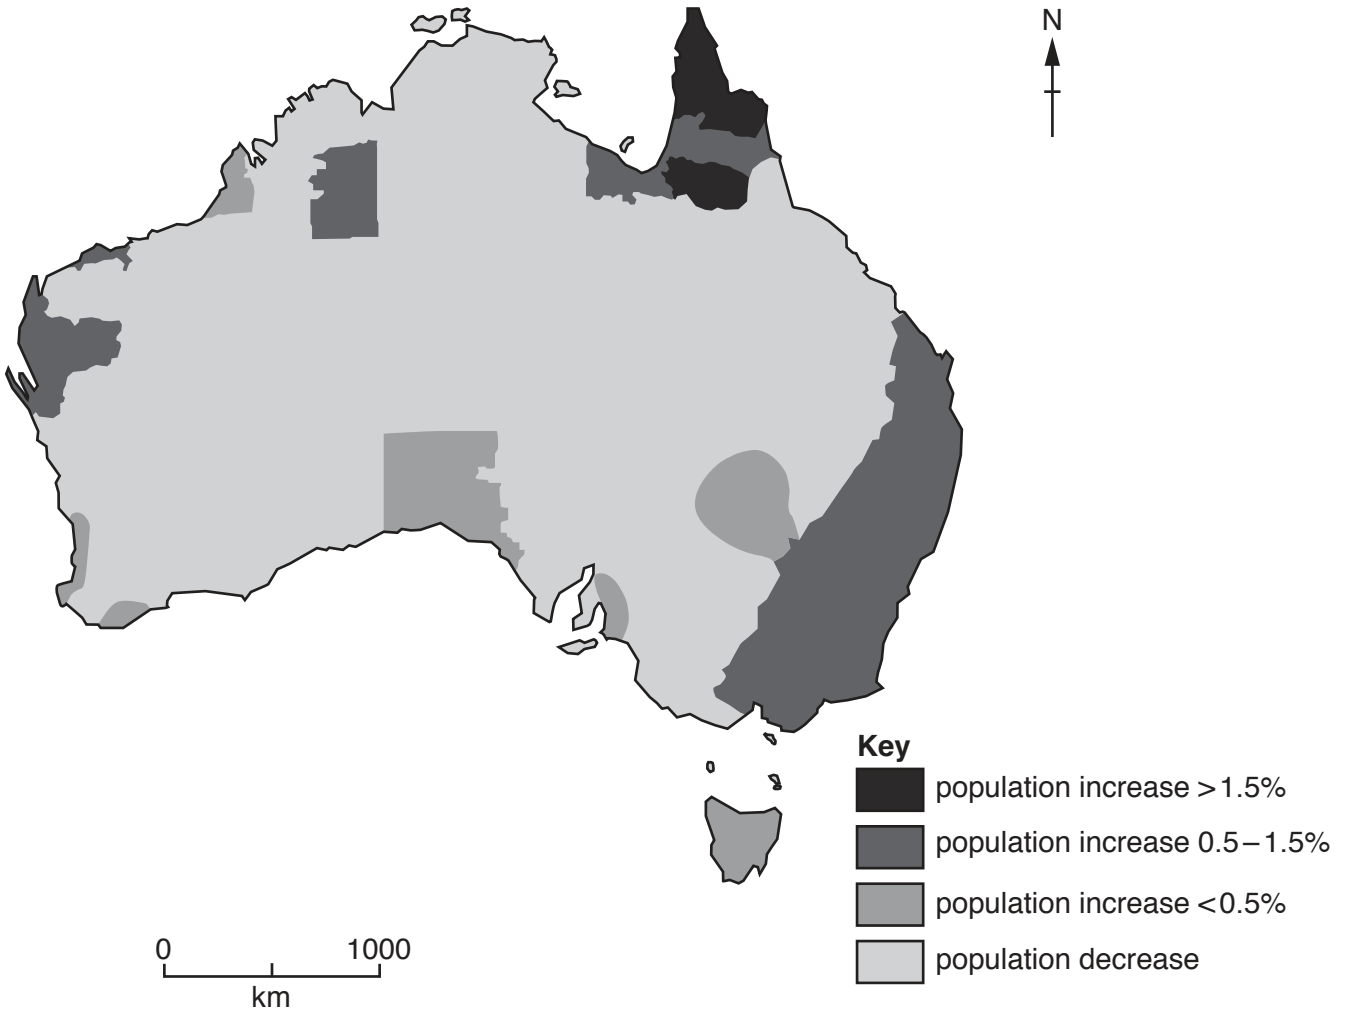 N
Key
population increase >1.5%
population increase 0.5–1.5%
population increase <0.5%
population decrease
0 1000
km